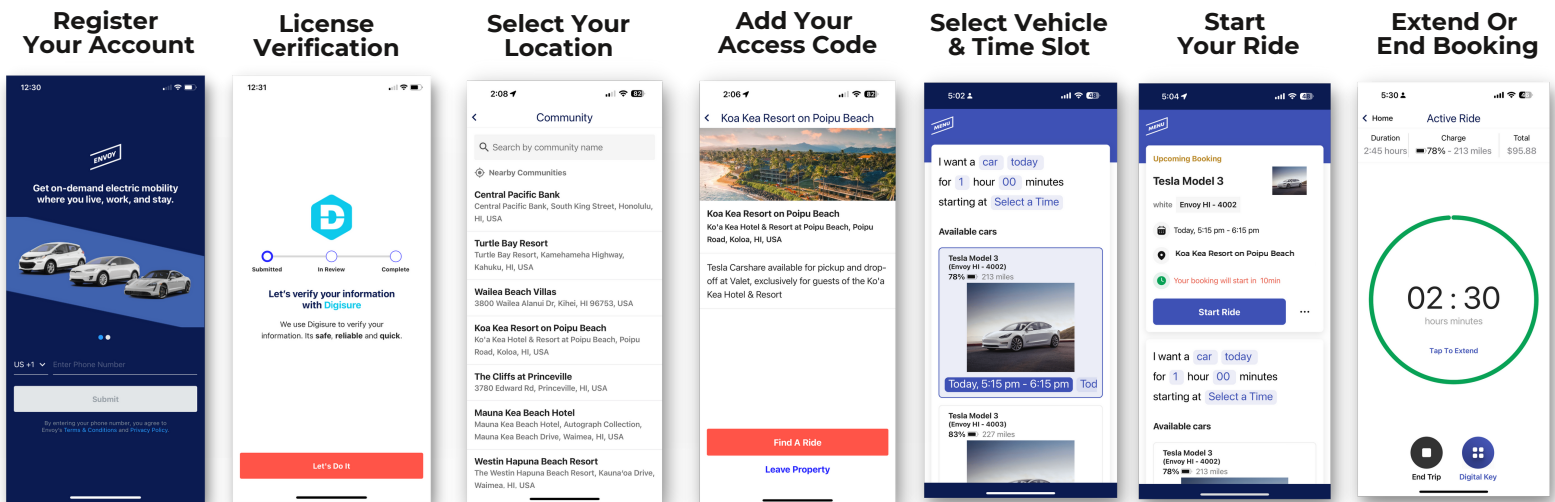 Register
Your Account
12:30
ENVOY
Get on-demand electric mobility
where you live, work, and stay.
US +1
Enter Phone Number
Submit
By entering your phone number, you agree to
Envoy's Terms & Conditions and Privacy Policy.
License
Verification
12:31
D
Submitted
In Review
Complete
Let's verify your information
with Digisure
We use Digisure to verify your
information. Its safe, reliable and quick.
Let's Do It
Select Your
Location
2:08
82
Community
Search by community name
Nearby Communities
Central Pacific Bank
Central Pacific Bank, South King Street, Honolulu,
HI, USA
Turtle Bay Resort
Turtle Bay Resort, Kamehameha Highway,
Kahuku, HI, USA
Wailea Beach Villas
3800 Wailea Alanui Dr, Kihei, HI 96753, USA
Koa Kea Resort on Poipu Beach
Ko'a Kea Hotel & Resort at Poipu Beach, Poipu
Road, Koloa, HI, USA
The Cliffs at Princeville
3780 Edward Rd, Princeville, HI, USA
Mauna Kea Beach Hotel
Mauna Kea Beach Hotel, Autograph Collection,
Mauna Kea Beach Drive, Waimea, HI, USA
Westin Hapuna Beach Resort
The Westin Hapuna Beach Resort, Kauna'oa Drive,
Waimea, HI, USA
Add Your
Access Code
2:06
82
Koa Kea Resort on Poipu Beach
Koa Kea Resort on Poipu Beach
Ko'a Kea Hotel & Resort at Poipu Beach, Poipu
Road, Koloa, HI, USA
Tesla Carshare available for pickup and drop-
off at Valet, exclusively for guests of the Ko'a
Kea Hotel & Resort
Find A Ride
Leave Property
Select Vehicle
& Time Slot
5:02
48
MENU
I want a car today
for 1 hour 00 minutes
starting at Select a Time
Available cars
Tesla Model 3
(Envoy HI - 4002)
78% 213 miles
Today, 5:15 pm - 6:15 pm Tod
Tesla Model 3
(Envoy HI - 4003)
83% 227 miles
Start
Your Ride
5:04
48
MENU
Upcoming Booking
Tesla Model 3
white Envoy HI - 4002
Today, 5:15 pm - 6:15 pm
Koa Kea Resort on Poipu Beach
Your booking will start in 10min
Start Ride
I want a car today
for 1 hour 00 minutes
starting at Select a Time
Available cars
Tesla Model 3
(Envoy HI - 4002)
78% 213 miles
Extend Or
End Booking
5:30
Home
Active Ride
Duration Charge Total
2:45 hours 78% - 213 miles $95.88
02 : 30
hours minutes
Tap To Extend
End Trip Digital Key